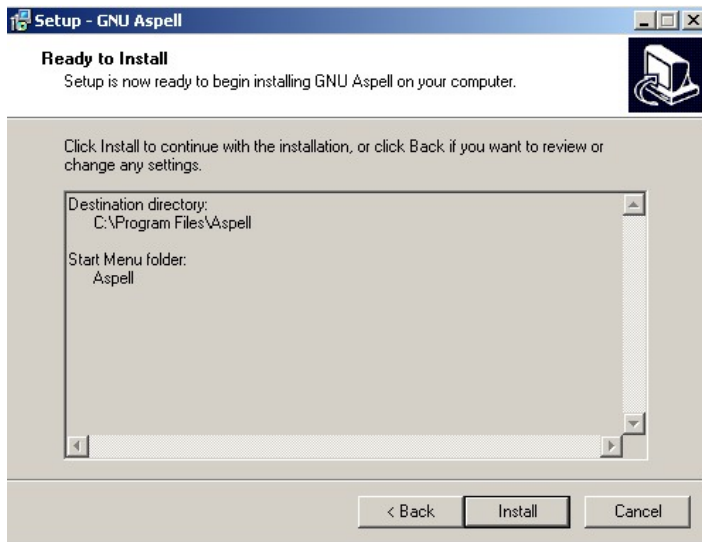 Setup - GNU Aspell
Ready to Install
Setup is now ready to begin installing GNU Aspell on your computer.
Click Install to continue with the installation, or click Back if you want to review or
change any settings.
Destination directory:
C:\Program Files\Aspell
Start Menu folder:
Aspell
< Back
Install
Cancel